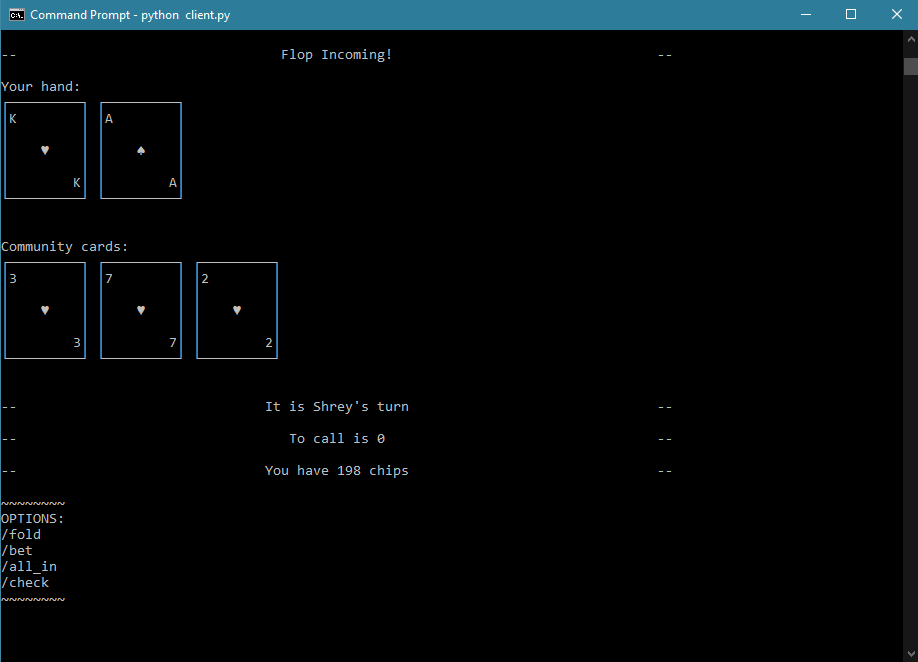 Command Prompt - python  client.py
--                                 Flop Incoming!                                 --
Your hand:
K A
♥ ♠
K A
Community cards:
3 7 2
♥ ♥ ♥
3 7 2
--                               It is Shrey's turn                               --
--                                  To call is 0                                  --
--                               You have 198 chips                               --
~~~~~~~~
OPTIONS:
/fold
/bet
/all_in
/check
~~~~~~~~